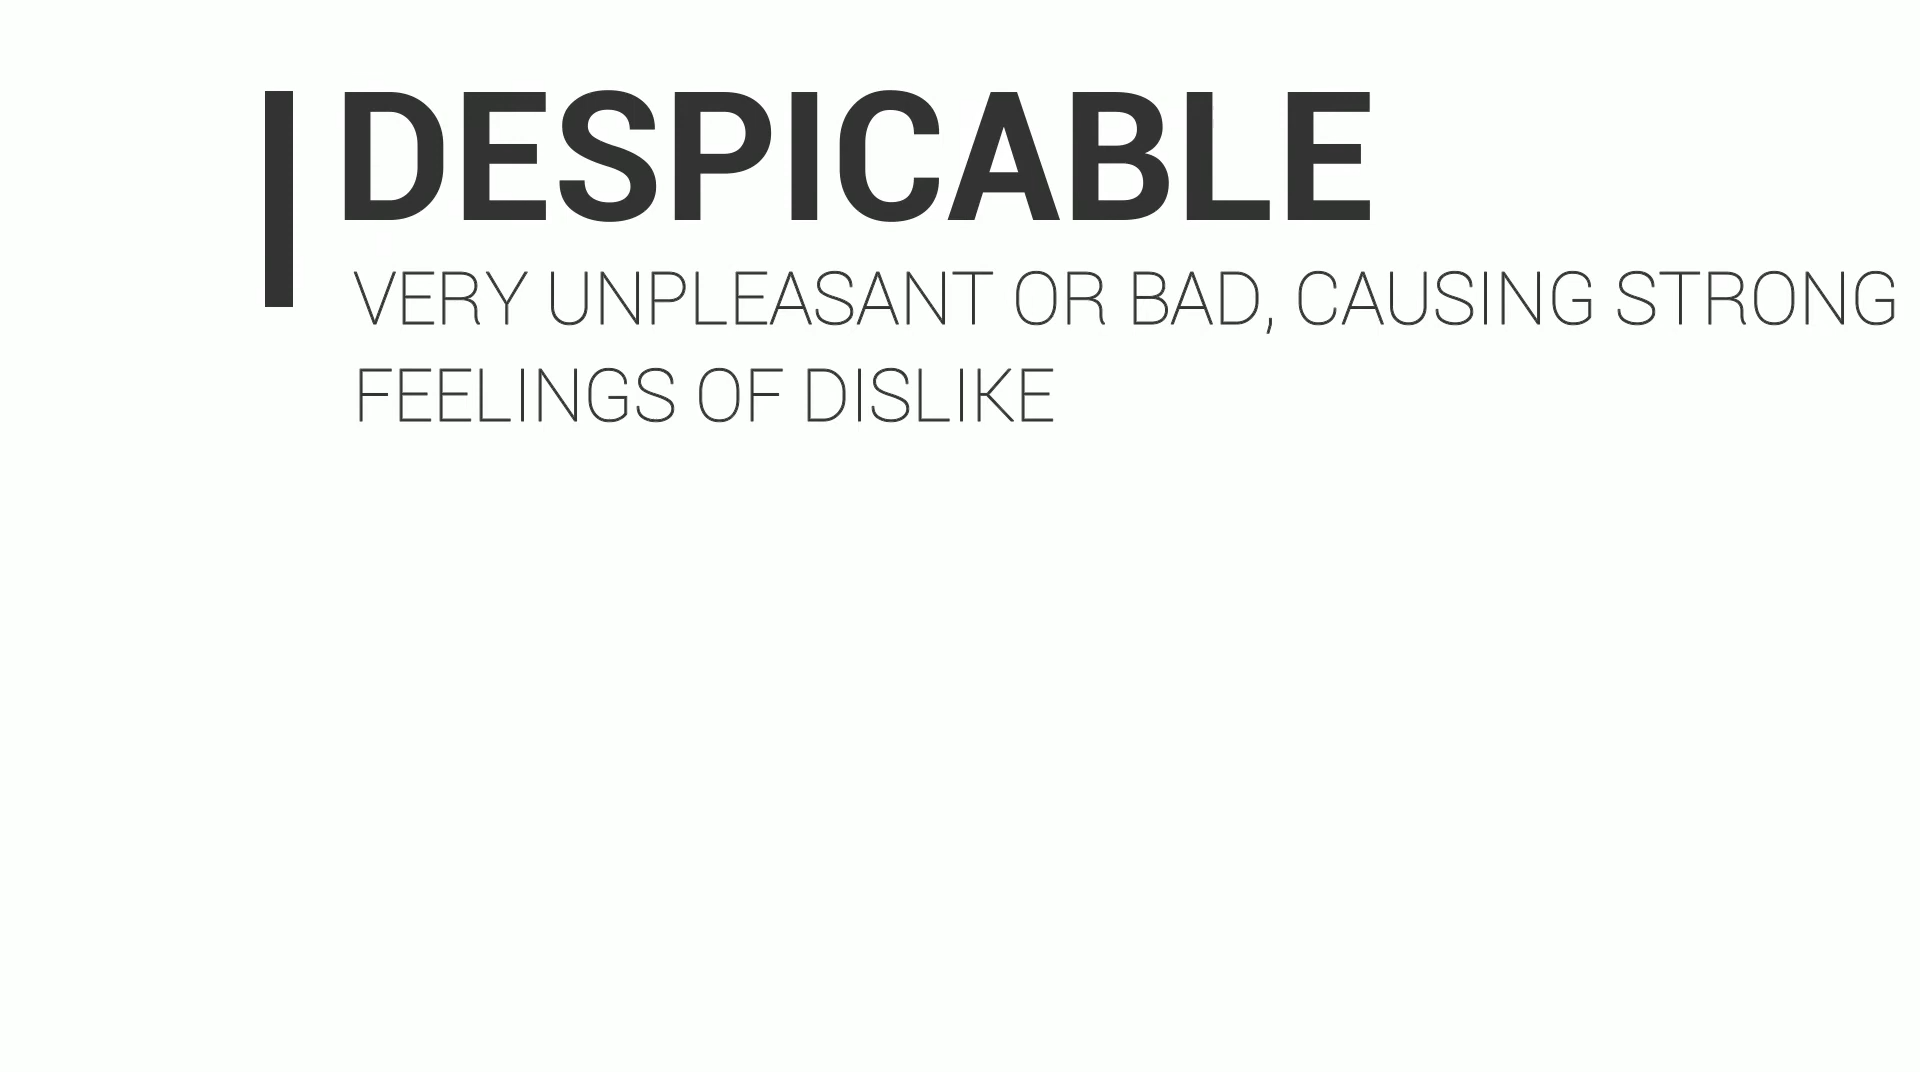 DESPICABLE
VERY UNPLEASANT OR BAD, CAUSING STRONG
FEELINGS OF DISLIKE